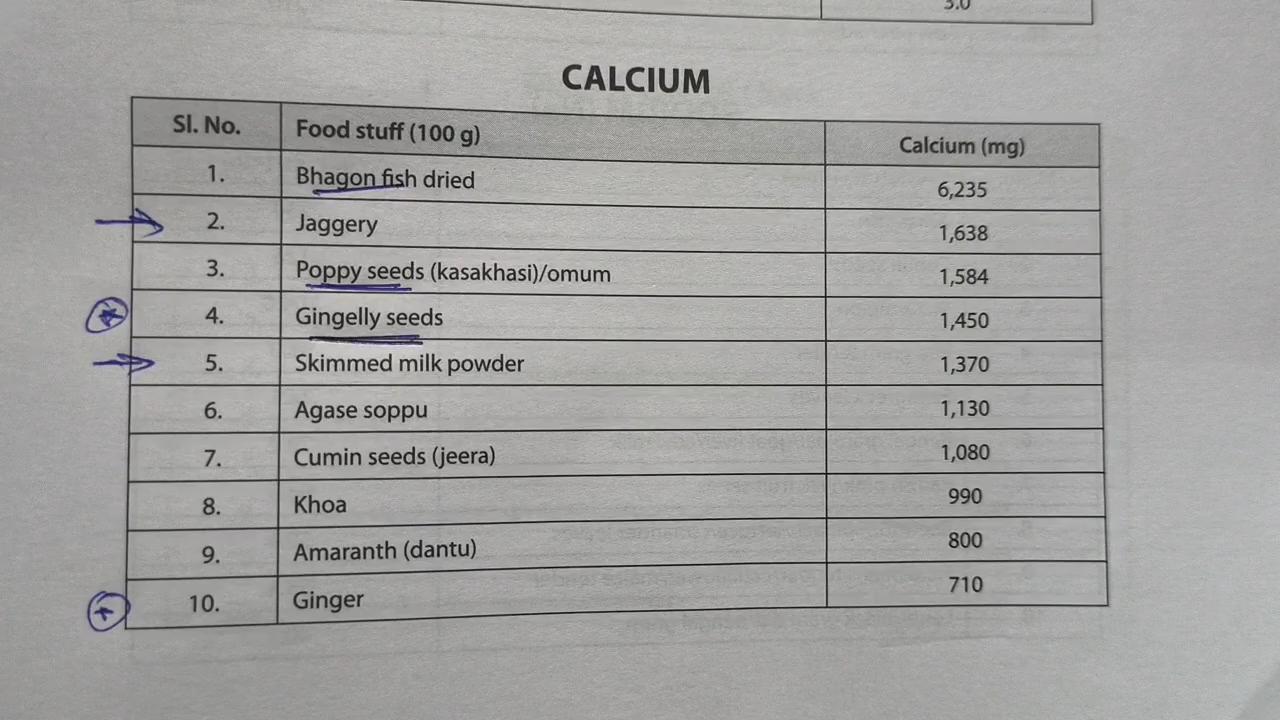 3.0
CALCIUM
Sl. No. Food stuff (100 g) Calcium (mg)
1. Bhagon fish dried 6,235
2. Jaggery 1,638
3. Poppy seeds (kasakhasi)/omum 1,584
4. Gingelly seeds 1,450
5. Skimmed milk powder 1,370
6. Agase soppu 1,130
7. Cumin seeds (jeera) 1,080
8. Khoa 990
9. Amaranth (dantu) 800
10. Ginger 710